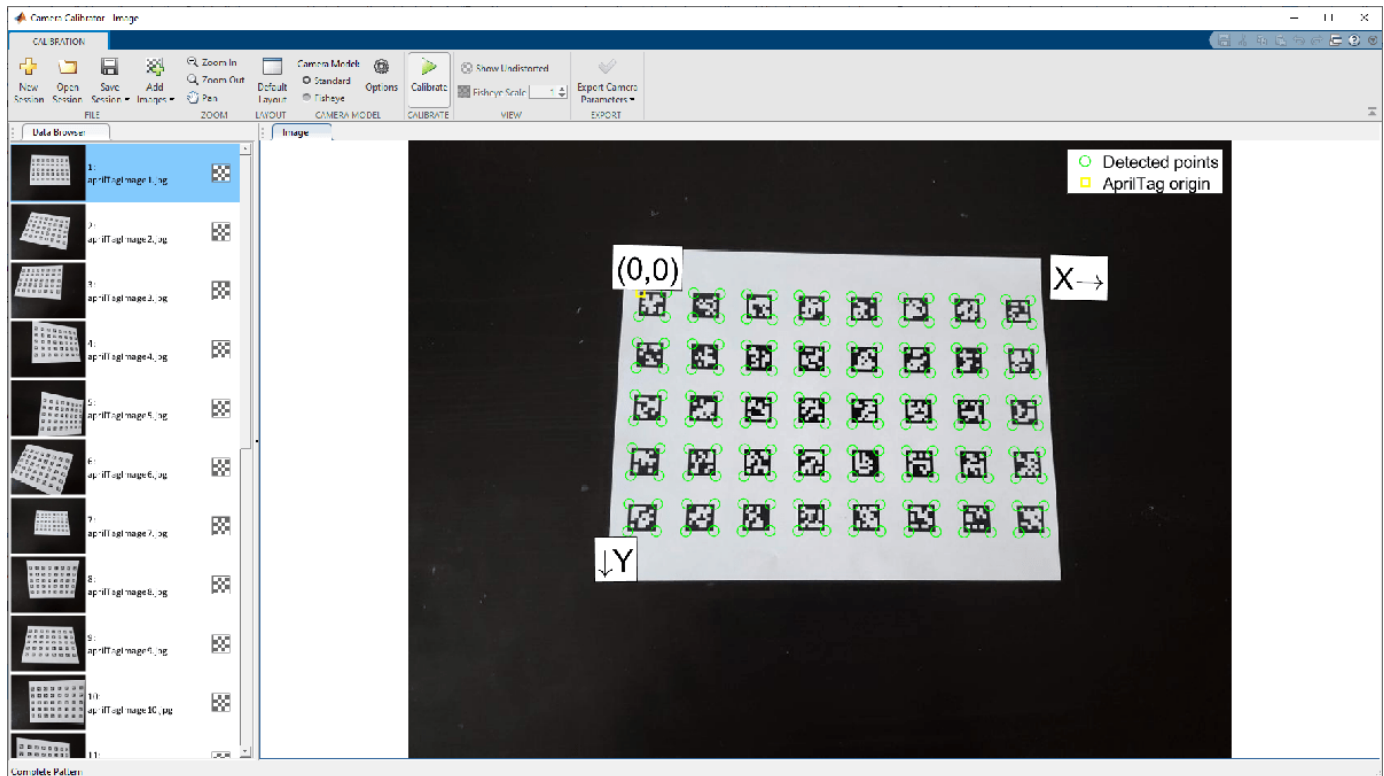 Camera Calibrator - Image
CALIBRATION
New Session
Open Session
Save Session
Add Images
Zoom In
Zoom Out
Pan
Default Layout
Camera Model:
Standard
Fisheye
Options
Calibrate
Show Undistorted
Fisheye Scale
Export Camera Parameters
FILE
ZOOM
LAYOUT
CAMERA MODEL
CALIBRATE
VIEW
EXPORT
Data Browser
Image
1:
aprilTagImage1.jpg
2:
aprilTagImage2.jpg
3:
aprilTagImage3.jpg
4:
aprilTagImage4.jpg
5:
aprilTagImage5.jpg
6:
aprilTagImage6.jpg
7:
aprilTagImage7.jpg
8:
aprilTagImage8.jpg
9:
aprilTagImage9.jpg
10:
aprilTagImage10.jpg
11:
Detected points
AprilTag origin
(0,0)
X→
↓Y
Complete Pattern